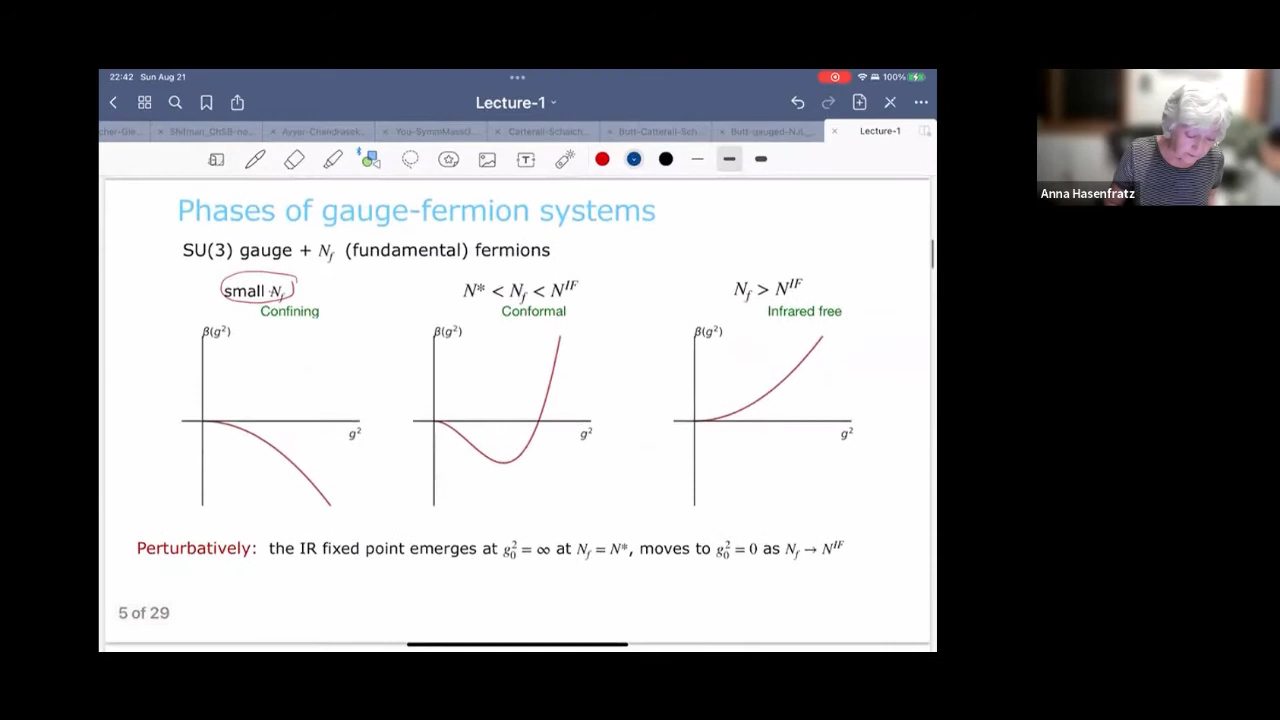 22:42 Sun Aug 21
100%
Lecture-1
Lecture-1
Anna Hasenfratz
Phases of gauge-fermion systems
SU(3) gauge + N_f (fundamental) fermions
small N_f
Confining
N* < N_f < N^{IF}
Conformal
N_f > N^{IF}
Infrared free
β(g²)
g²
β(g²)
g²
β(g²)
g²
Perturbatively: the IR fixed point emerges at g₀² = ∞ at N_f = N*, moves to g₀² = 0 as N_f → N^{IF}
5 of 29